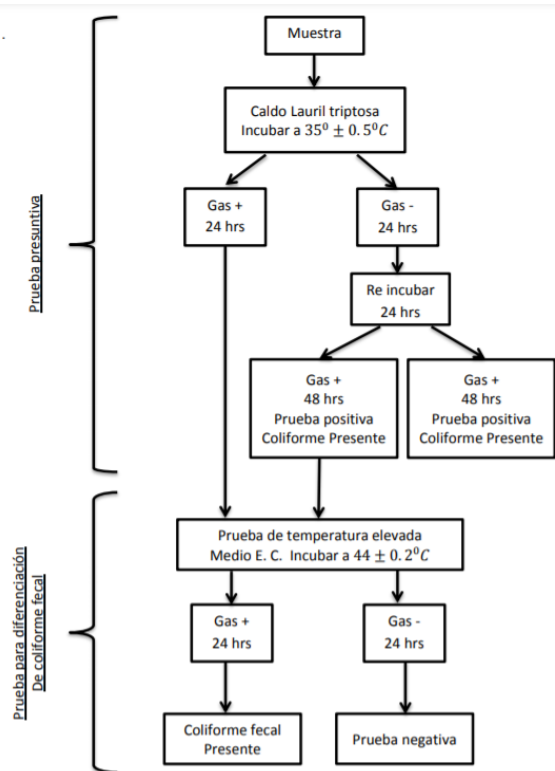 .
Muestra
Caldo Lauril triptosa
Incubar a 35⁰ ± 0.5⁰C
Gas +
24 hrs
Gas -
24 hrs
Prueba presuntiva
Re incubar
24 hrs
Gas +
48 hrs
Prueba positiva
Coliforme Presente
Gas +
48 hrs
Prueba positiva
Coliforme Presente
Prueba de temperatura elevada
Medio E. C. Incubar a 44 ± 0.2⁰C
Prueba para diferenciación
De coliforme fecal
Gas +
24 hrs
Gas -
24 hrs
Coliforme fecal
Presente
Prueba negativa